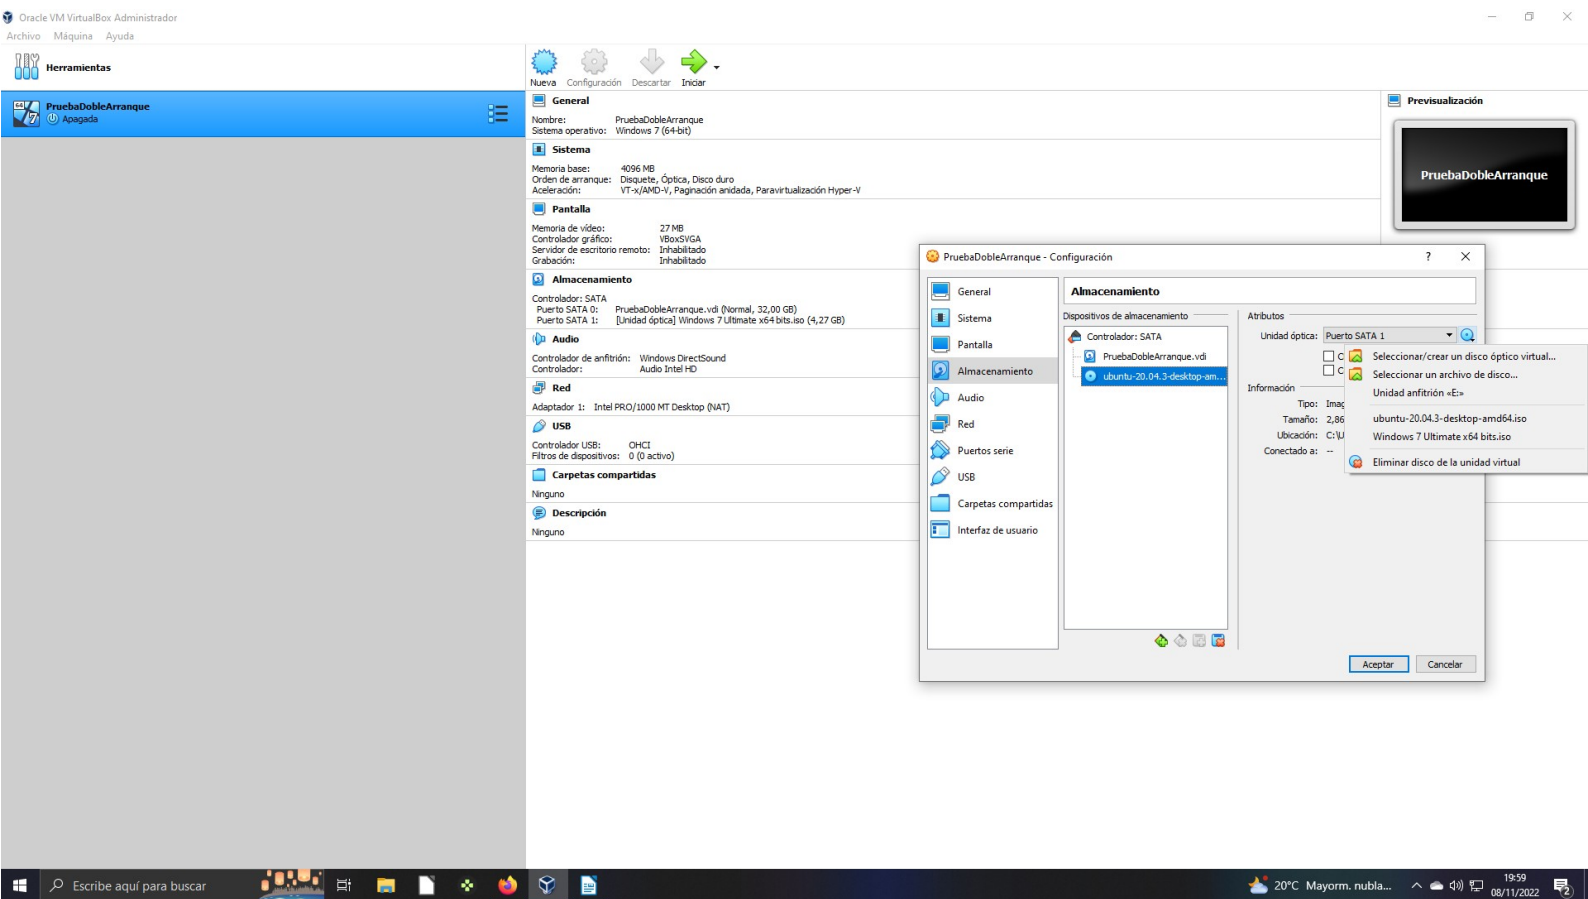 Oracle VM VirtualBox Administrador
Archivo Máquina Ayuda
Herramientas
Nueva Configuración Descartar Iniciar
64
7
PruebaDobleArranque
Apagada
General
Nombre: PruebaDobleArranque
Sistema operativo: Windows 7 (64-bit)
Sistema
Memoria base: 4096 MB
Orden de arranque: Disquete, Óptica, Disco duro
Aceleración: VT-x/AMD-V, Paginación anidada, Paravirtualización Hyper-V
Pantalla
Memoria de vídeo: 27 MB
Controlador gráfico: VBoxSVGA
Servidor de escritorio remoto: Inhabilitado
Grabación: Inhabilitado
Almacenamiento
Controlador: SATA
Puerto SATA 0: PruebaDobleArranque.vdi (Normal, 32,00 GB)
Puerto SATA 1: [Unidad óptica] Windows 7 Ultimate x64 bits.iso (4,27 GB)
Audio
Controlador de anfitrión: Windows DirectSound
Controlador: Audio Intel HD
Red
Adaptador 1: Intel PRO/1000 MT Desktop (NAT)
USB
Controlador USB: OHCI
Filtros de dispositivos: 0 (0 activo)
Carpetas compartidas
Ninguno
Descripción
Ninguno
Previsualización
PruebaDobleArranque
PruebaDobleArranque - Configuración
?
General
Sistema
Pantalla
Almacenamiento
Audio
Red
Puertos serie
USB
Carpetas compartidas
Interfaz de usuario
Almacenamiento
Dispositivos de almacenamiento
Controlador: SATA
PruebaDobleArranque.vdi
ubuntu-20.04.3-desktop-am...
Atributos
Unidad óptica: Puerto SATA 1
C
C
Información
Tipo: Imag
Tamaño: 2,86
Ubicación: C:\U
Conectado a: --
Seleccionar/crear un disco óptico virtual...
Seleccionar un archivo de disco...
Unidad anfitrión «E:»
ubuntu-20.04.3-desktop-amd64.iso
Windows 7 Ultimate x64 bits.iso
Eliminar disco de la unidad virtual
Aceptar Cancelar
Escribe aquí para buscar
20°C Mayorm. nubla...
19:59
08/11/2022
2